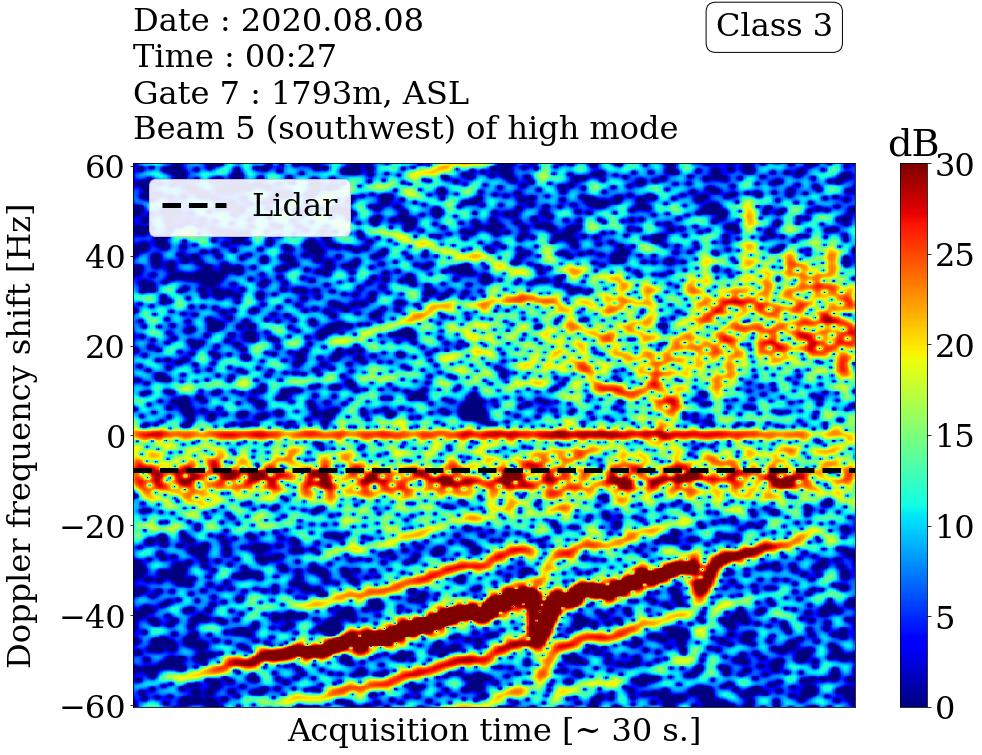 Date : 2020.08.08
Time : 00:27
Gate 7 : 1793m, ASL
Beam 5 (southwest) of high mode
Class 3
dB
Lidar
60
40
20
0
−20
−40
−60
Doppler frequency shift [Hz]
Acquisition time [~ 30 s.]
30
25
20
15
10
5
0